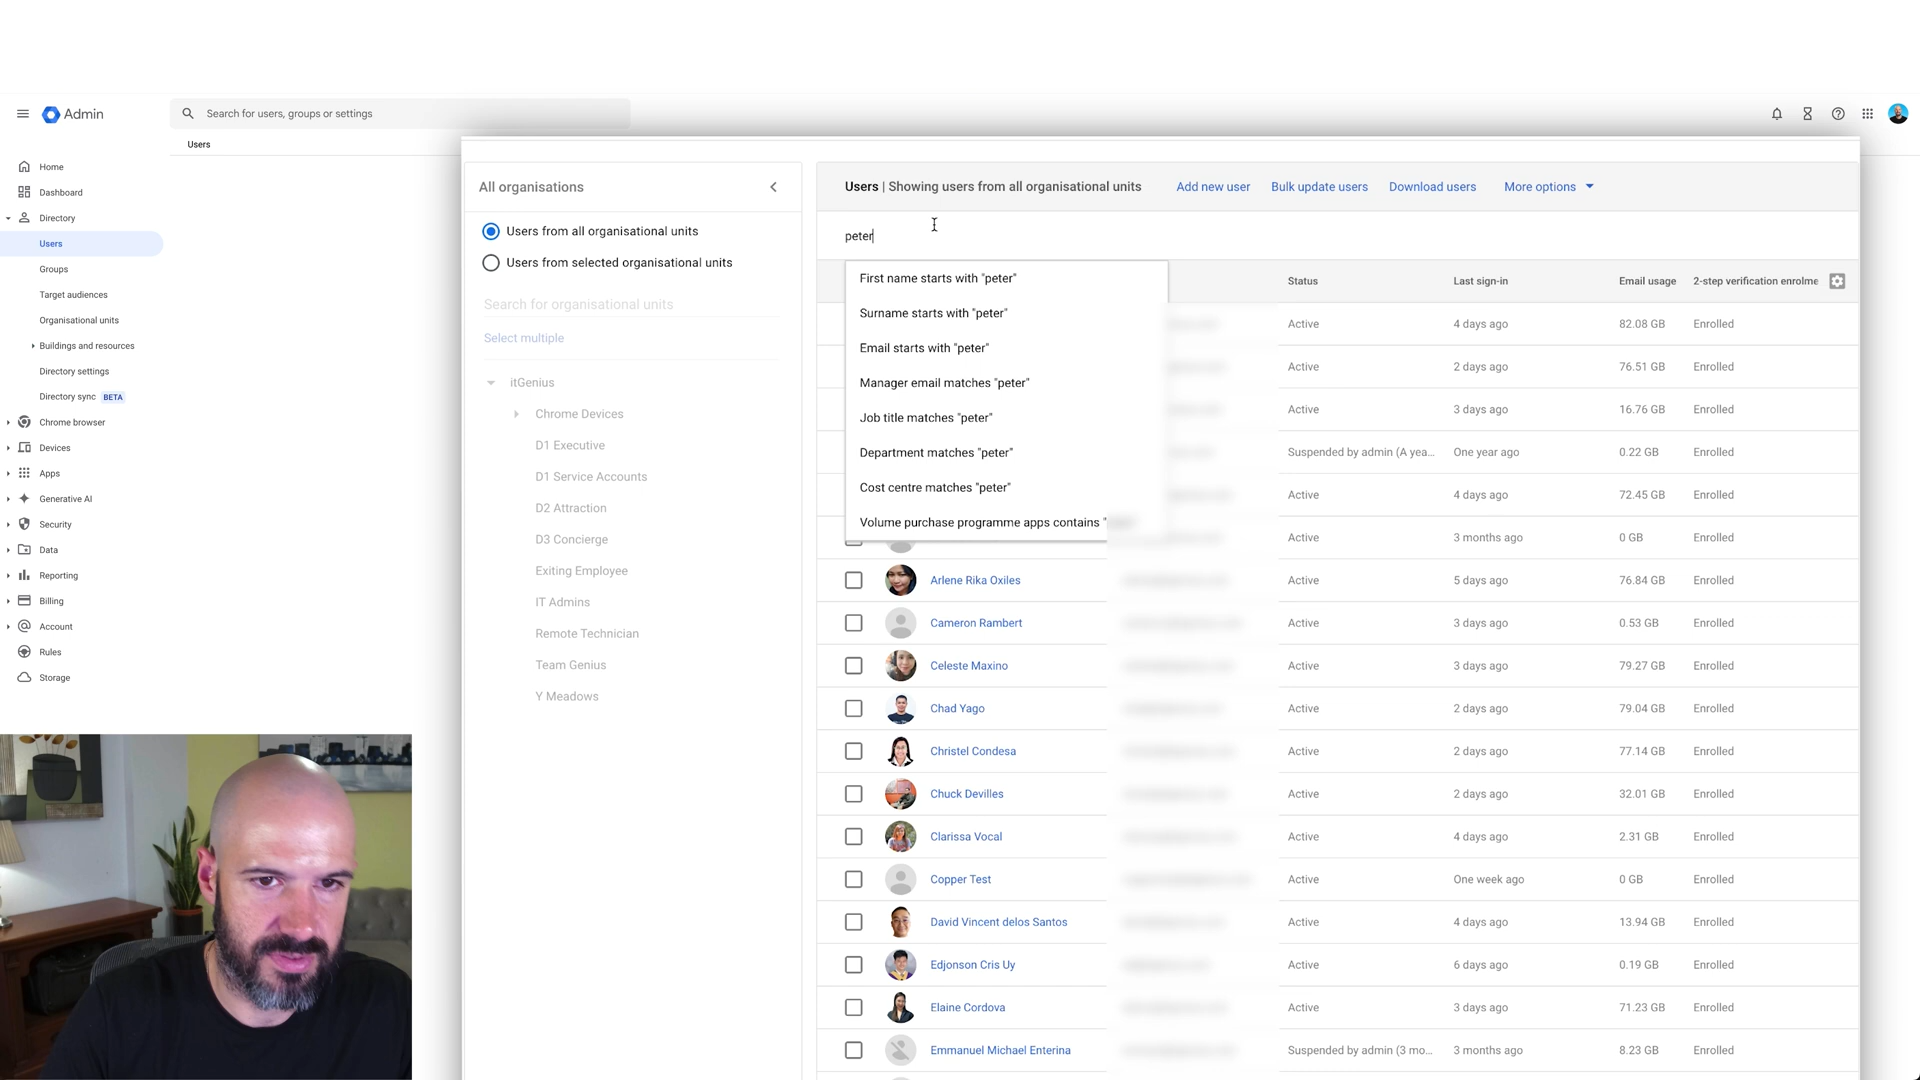 Admin
Search for users, groups or settings
Users
Home
Dashboard
Directory
Users
Groups
Target audiences
Organisational units
Buildings and resources
Directory settings
Directory sync BETA
Chrome browser
Devices
Apps
Generative AI
Security
Data
Reporting
Billing
Account
Rules
Storage
All organisations
Users from all organisational units
Users from selected organisational units
Search for organisational units
Select multiple
itGenius
Chrome Devices
D1 Executive
D1 Service Accounts
D2 Attraction
D3 Concierge
Exiting Employee
IT Admins
Remote Technician
Team Genius
Y Meadows
Users | Showing users from all organisational units Add new user Bulk update users Download users More options
peter
First name starts with "peter"
Surname starts with "peter"
Email starts with "peter"
Manager email matches "peter"
Job title matches "peter"
Department matches "peter"
Cost centre matches "peter"
Volume purchase programme apps contains "
Status Last sign-in Email usage 2-step verification enrolme
Active 4 days ago 82.08 GB Enrolled
Active 2 days ago 76.51 GB Enrolled
Active 3 days ago 16.76 GB Enrolled
Suspended by admin (A yea... One year ago 0.22 GB Enrolled
Active 4 days ago 72.45 GB Enrolled
Active 3 months ago 0 GB Enrolled
Arlene Rika Oxiles Active 5 days ago 76.84 GB Enrolled
Cameron Rambert Active 3 days ago 0.53 GB Enrolled
Celeste Maxino Active 3 days ago 79.27 GB Enrolled
Chad Yago Active 2 days ago 79.04 GB Enrolled
Christel Condesa Active 2 days ago 77.14 GB Enrolled
Chuck Devilles Active 2 days ago 32.01 GB Enrolled
Clarissa Vocal Active 4 days ago 2.31 GB Enrolled
Copper Test Active One week ago 0 GB Enrolled
David Vincent delos Santos Active 4 days ago 13.94 GB Enrolled
Edjonson Cris Uy Active 6 days ago 0.19 GB Enrolled
Elaine Cordova Active 3 days ago 71.23 GB Enrolled
Emmanuel Michael Enterina Suspended by admin (3 mo... 3 months ago 8.23 GB Enrolled